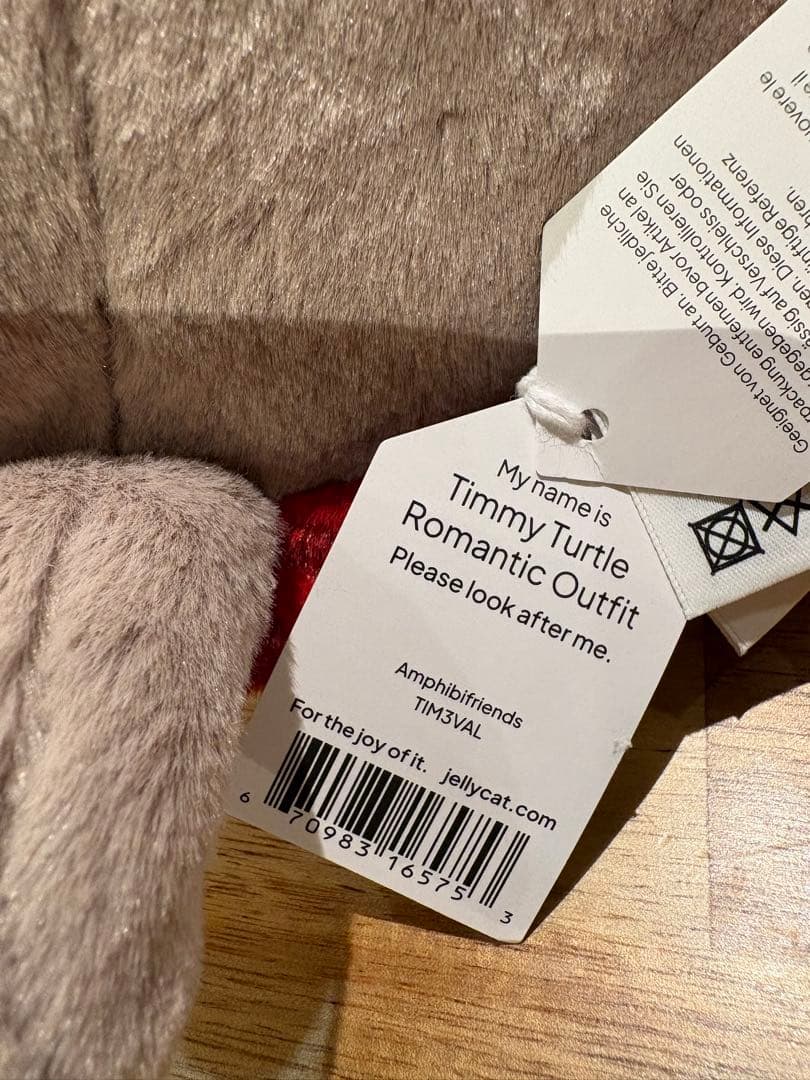 My name is
Timmy Turtle
Romantic Outfit
Please look after me.
Amphibifriends
TIM3VAL
For the joy of it. jellycat.com
6 70983 16575 3
Geeignet von Geburt an. Bitte jedliche
entfernen bevor Artikel an
gegeben wird. Kontrollieren Sie
auf Verschleiss oder
Diese Informationen
Referenz